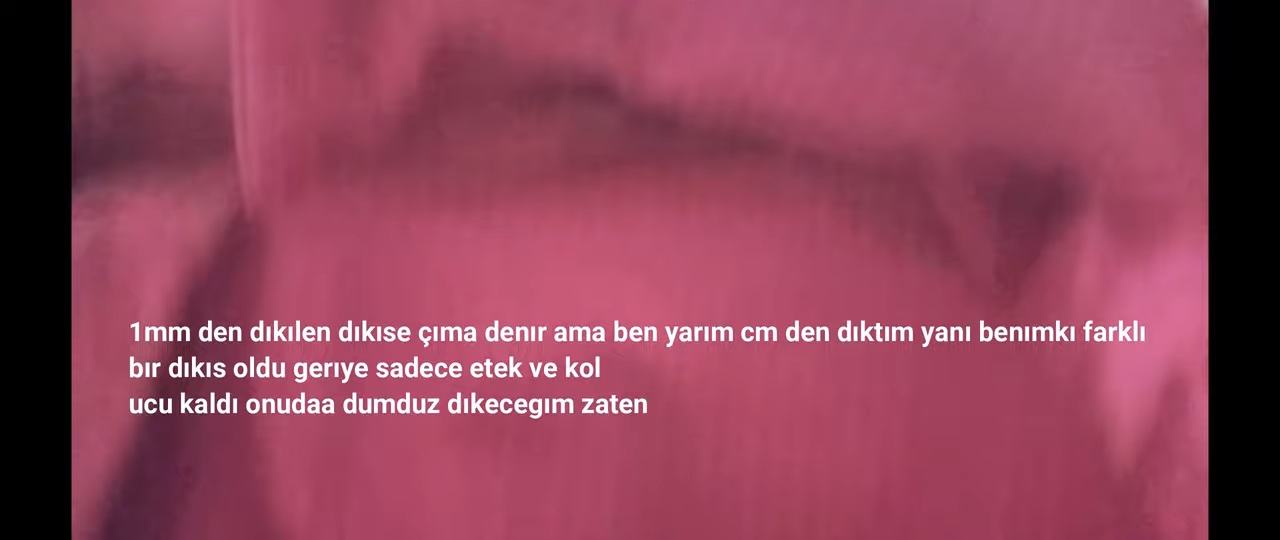 1mm den dıkılen dıkıse çıma denır ama ben yarım cm den dıktım yanı benımkı farklı
bır dıkıs oldu gerıye sadece etek ve kol
ucu kaldı onudaa dumduz dıkecegım zaten